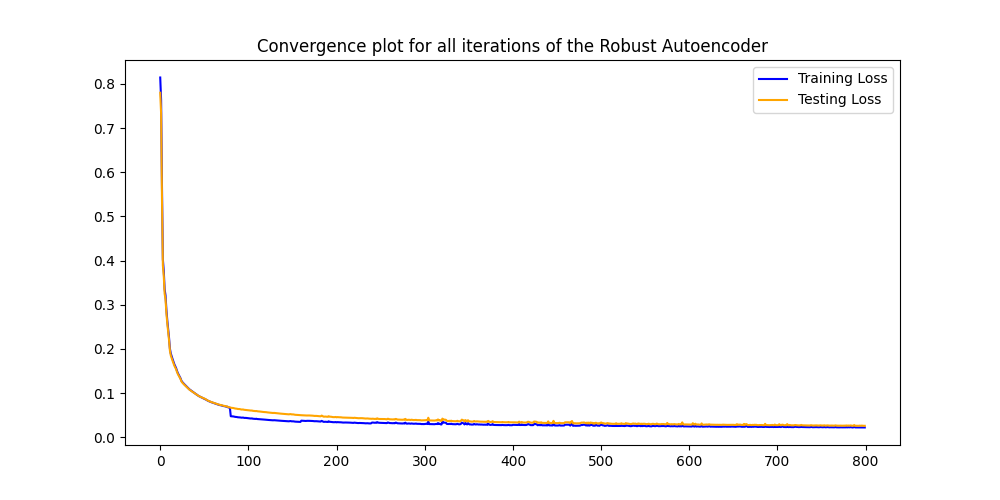 Convergence plot for all iterations of the Robust Autoencoder
Training Loss
Testing Loss
0.8
0.7
0.6
0.5
0.4
0.3
0.2
0.1
0.0
0 100 200 300 400 500 600 700 800